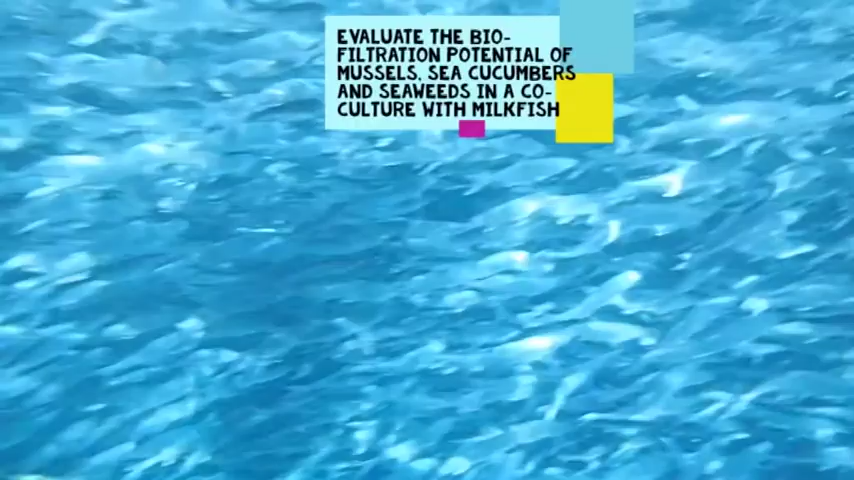 EVALUATE THE BIO-
FILTRATION POTENTIAL OF
MUSSELS, SEA CUCUMBERS
AND SEAWEEDS IN A CO-
CULTURE WITH MILKFISH